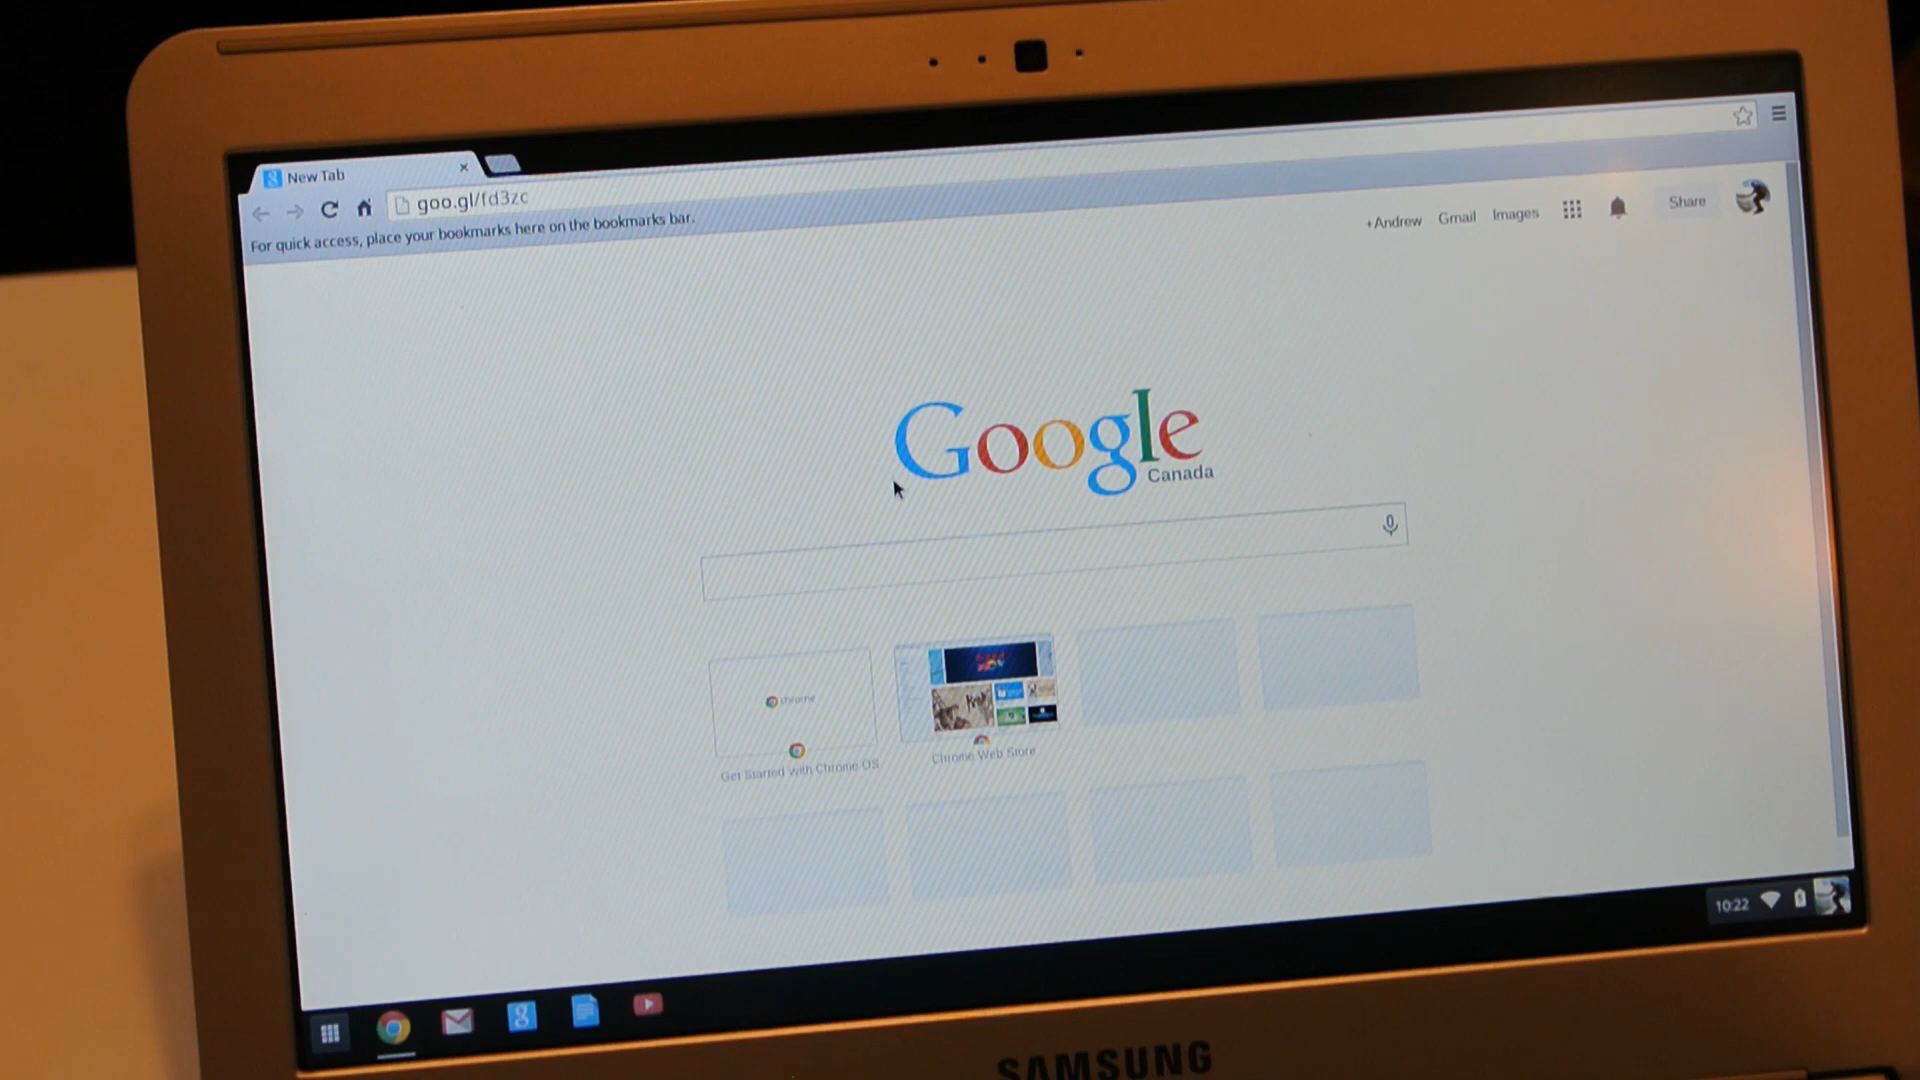 New Tab
goo.gl/fd3zc
For quick access, place your bookmarks here on the bookmarks bar.
+Andrew Gmail Images Share
Google
Canada
chrome
Get Started with Chrome OS
Chrome Web Store
10:22
SAMSUNG